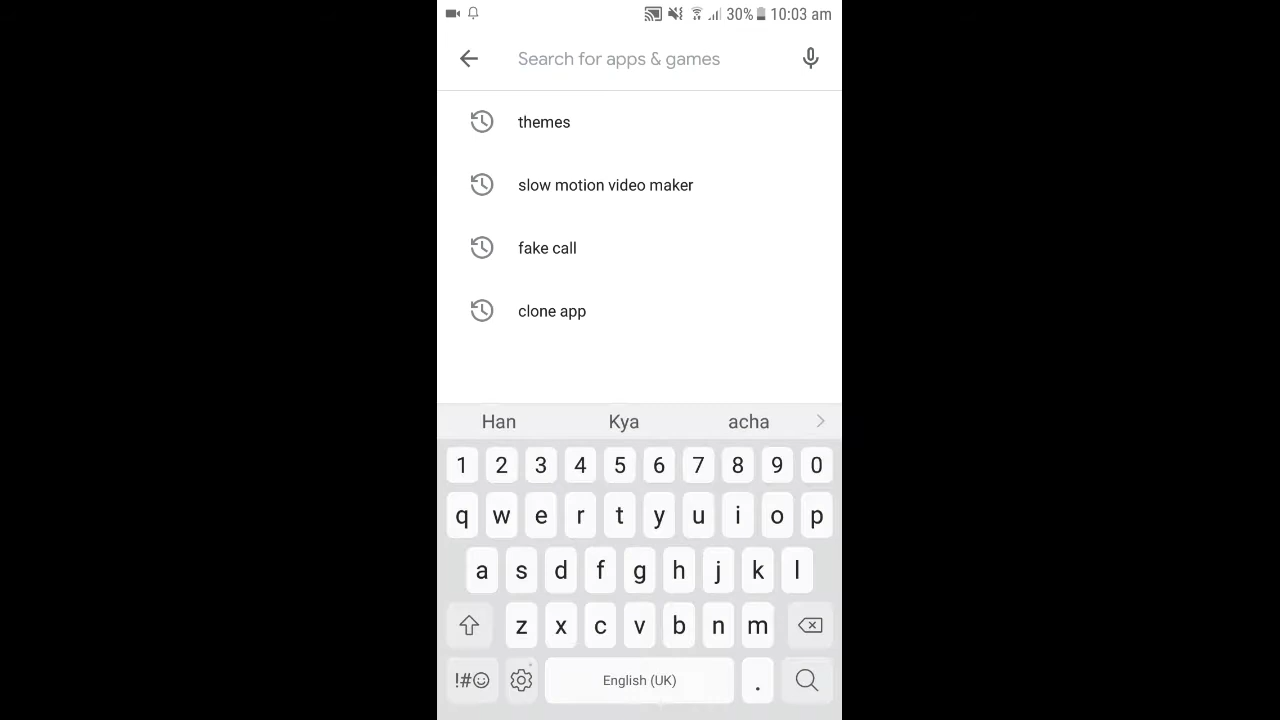 30% 10:03 am
Search for apps & games
themes
slow motion video maker
fake call
clone app
Han Kya acha
1 2 3 4 5 6 7 8 9 0
q w e r t y u i o p
a s d f g h j k l
z x c v b n m
!#☺ English (UK) .